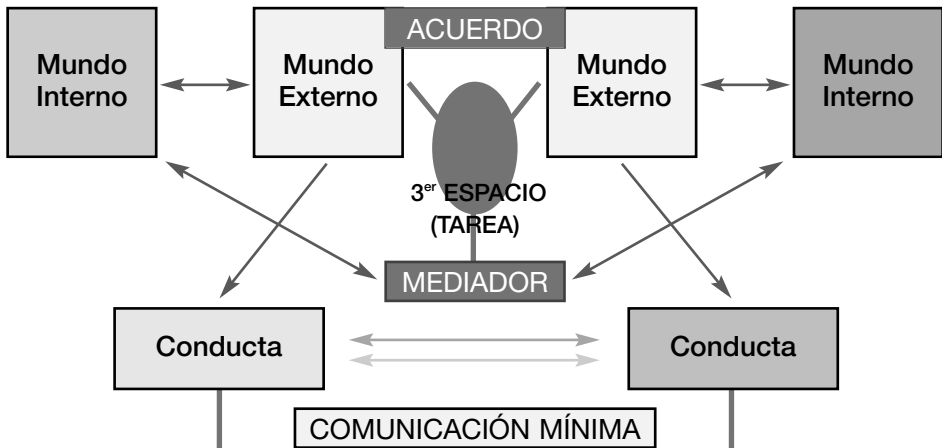 ACUERDO
Mundo
Interno
Mundo
Externo
Mundo
Externo
Mundo
Interno
3er ESPACIO
(TAREA)
MEDIADOR
Conducta
Conducta
COMUNICACIÓN MÍNIMA